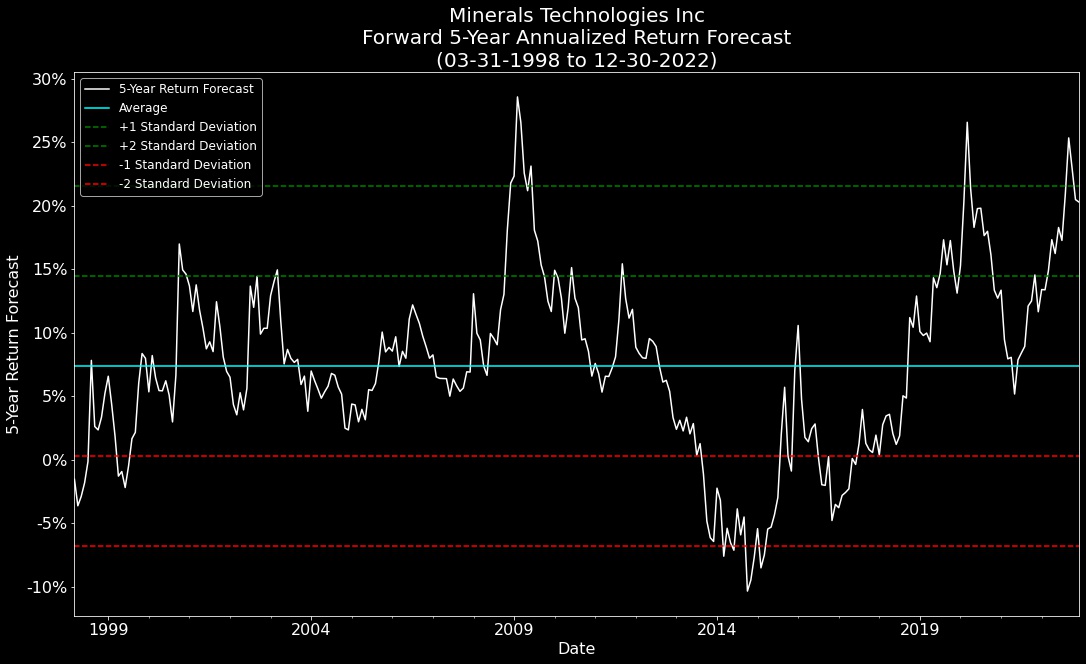 Minerals Technologies Inc
Forward 5-Year Annualized Return Forecast
(03-31-1998 to 12-30-2022)
5-Year Return Forecast
Average
+1 Standard Deviation
+2 Standard Deviation
-1 Standard Deviation
-2 Standard Deviation
5-Year Return Forecast
30%
25%
20%
15%
10%
5%
0%
-5%
-10%
1999 2004 2009 2014 2019
Date